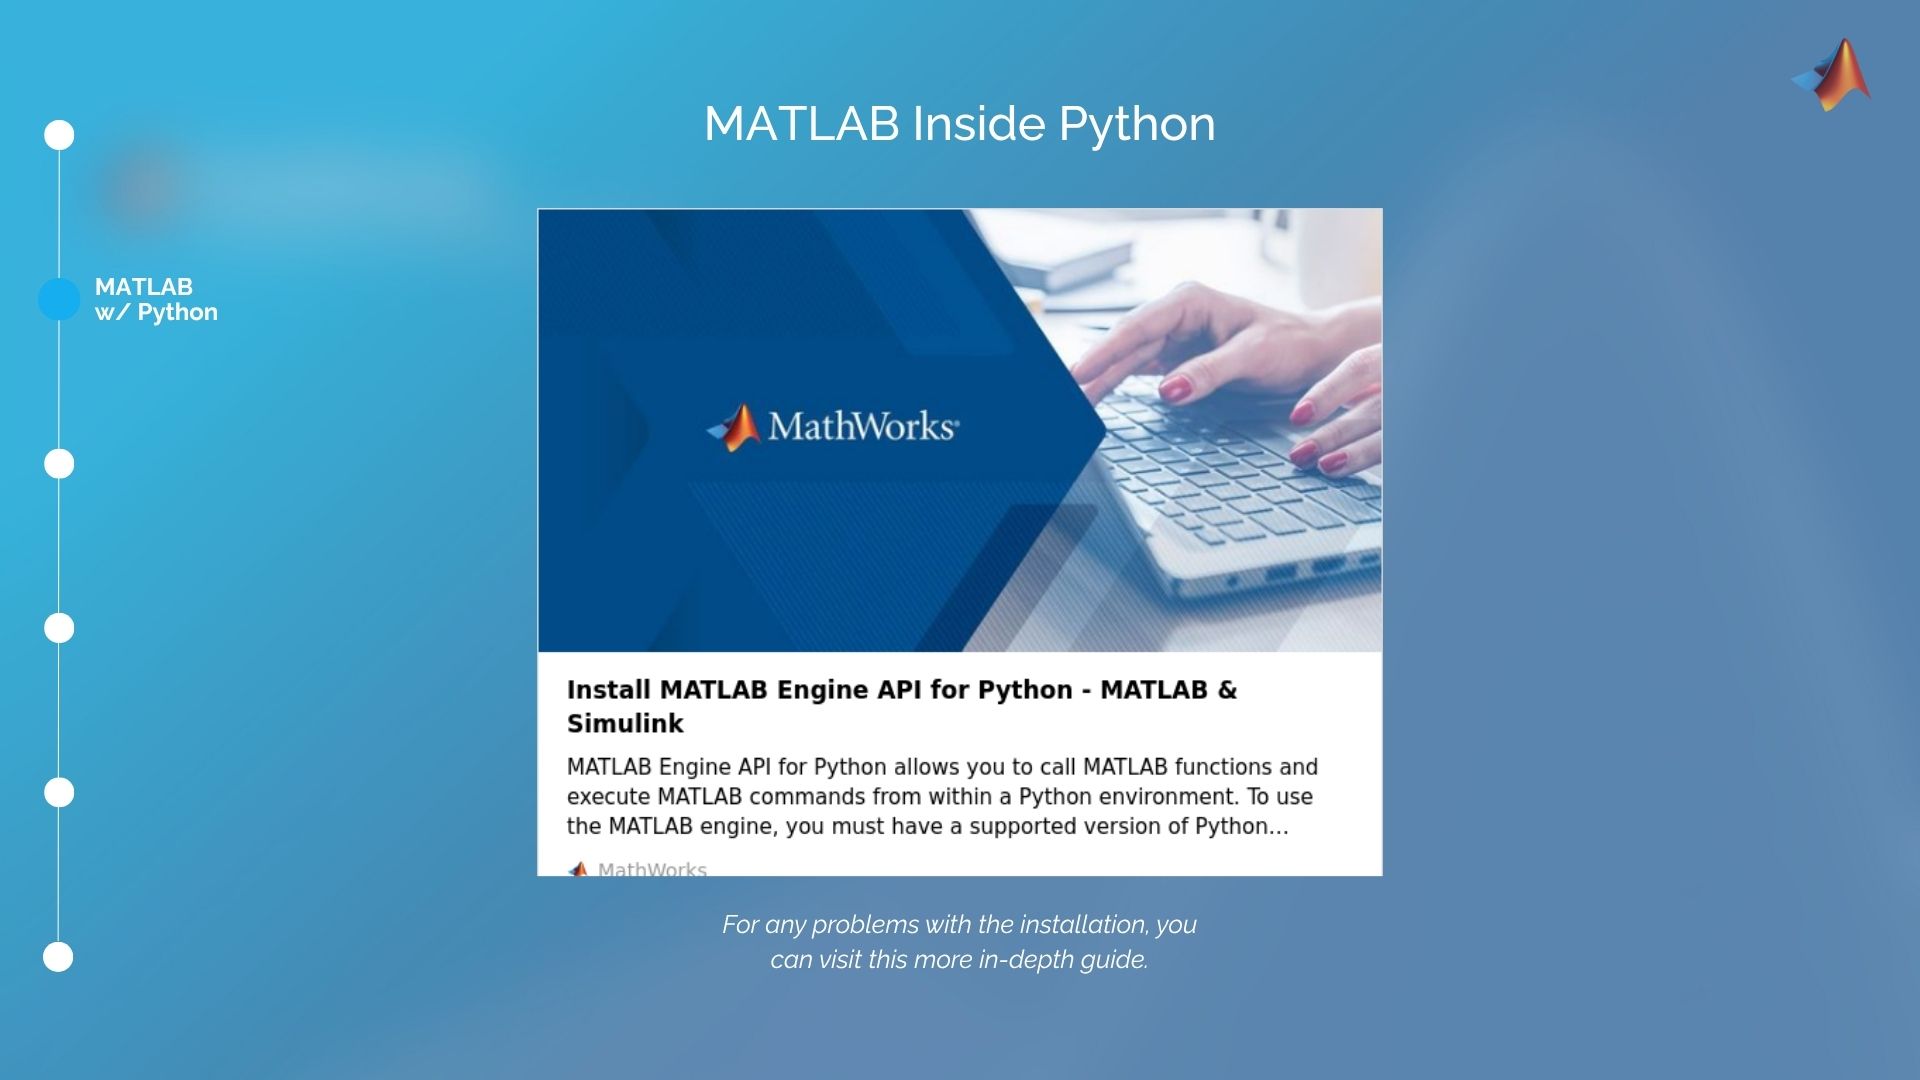 MATLAB Inside Python
MATLAB
w/ Python
MathWorks®
Install MATLAB Engine API for Python - MATLAB &
Simulink
MATLAB Engine API for Python allows you to call MATLAB functions and
execute MATLAB commands from within a Python environment. To use
the MATLAB engine, you must have a supported version of Python...
MathWorks
For any problems with the installation, you
can visit this more in-depth guide.